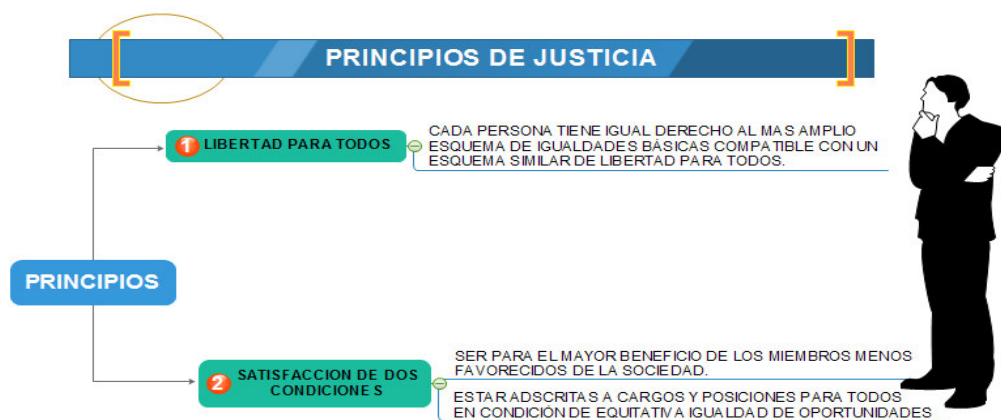 PRINCIPIOS DE JUSTICIA
1 LIBERTAD PARA TODOS
CADA PERSONA TIENE IGUAL DERECHO AL MAS AMPLIO
ESQUEMA DE IGUALDADES BÁSICAS COMPATIBLE CON UN
ESQUEMA SIMILAR DE LIBERTAD PARA TODOS.
PRINCIPIOS
2 SATISFACCION DE DOS
CONDICIONES
SER PARA EL MAYOR BENEFICIO DE LOS MIEMBROS MENOS
FAVORECIDOS DE LA SOCIEDAD.
ESTAR ADSCRITAS A CARGOS Y POSICIONES PARA TODOS
EN CONDICIÓN DE EQUITATIVA IGUALDAD DE OPORTUNIDADES